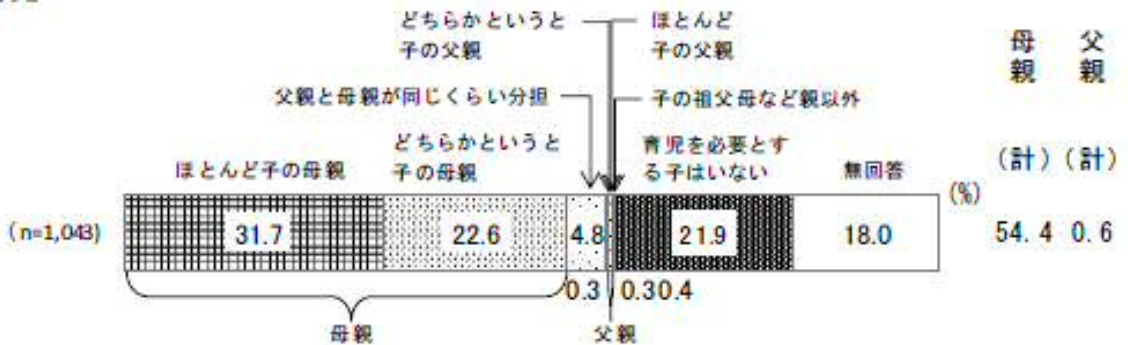 どちらかというと
子の父親
ほとんど
子の父親
母親
父親
父親と母親が同じくらい分担
子の祖父母など親以外
ほとんど子の母親
どちらかというと
子の母親
育児を必要とす
る子はいない
無回答
(計) (計)
(%)
(n=1,043)
31.7
22.6
4.8
21.9
18.0
54.4 0.6
0.3
0.3 0.4
母親
父親